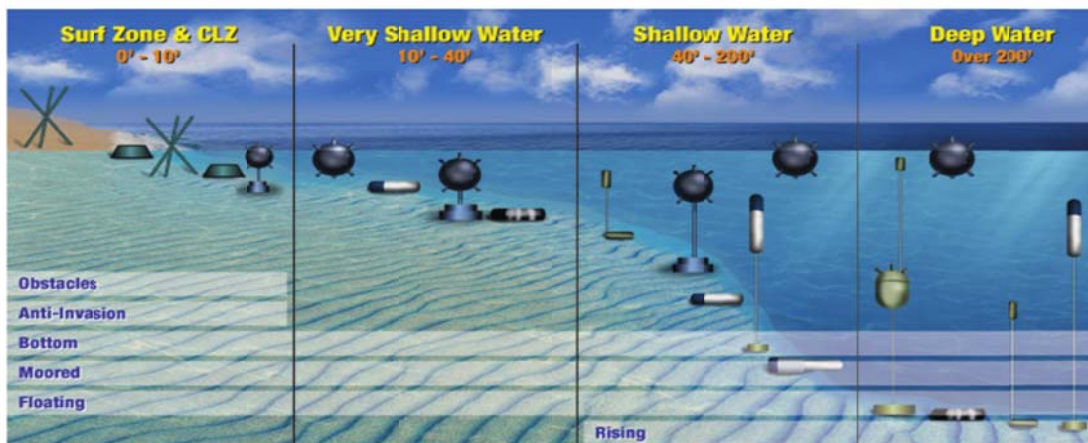 Surf Zone & CLZ
0' - 10'
Very Shallow Water
10' - 40'
Shallow Water
40' - 200'
Deep Water
Over 200'
Obstacles
Anti-Invasion
Bottom
Moored
Floating
Rising